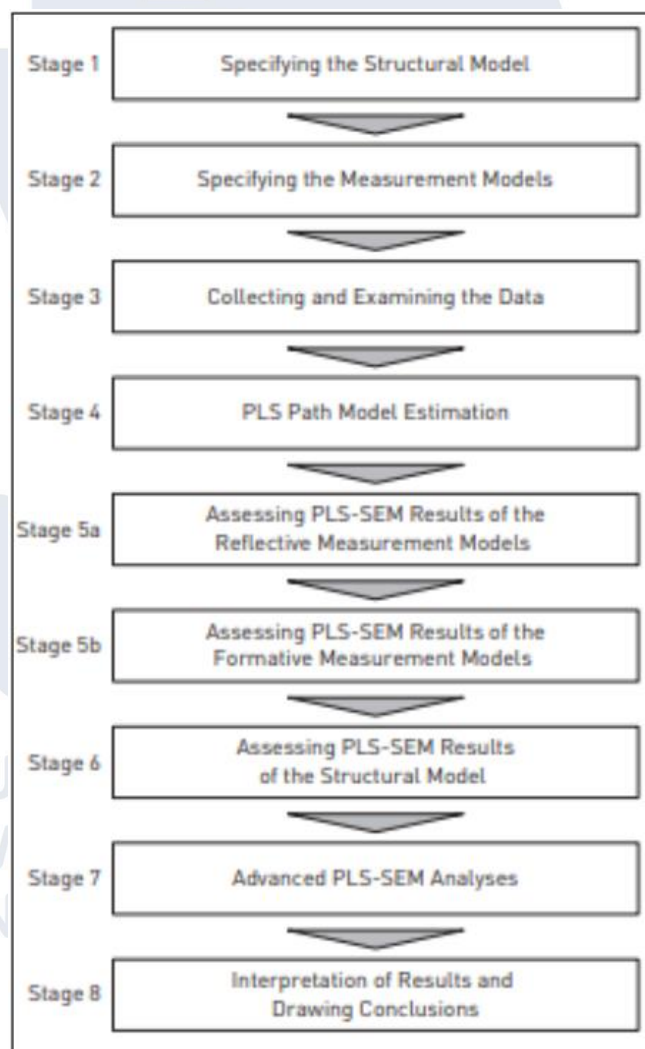 Stage 1
Specifying the Structural Model
Stage 2
Specifying the Measurement Models
Stage 3
Collecting and Examining the Data
Stage 4
PLS Path Model Estimation
Stage 5a
Assessing PLS-SEM Results of the
Reflective Measurement Models
Stage 5b
Assessing PLS-SEM Results of the
Formative Measurement Models
Stage 6
Assessing PLS-SEM Results
of the Structural Model
Stage 7
Advanced PLS-SEM Analyses
Stage 8
Interpretation of Results and
Drawing Conclusions